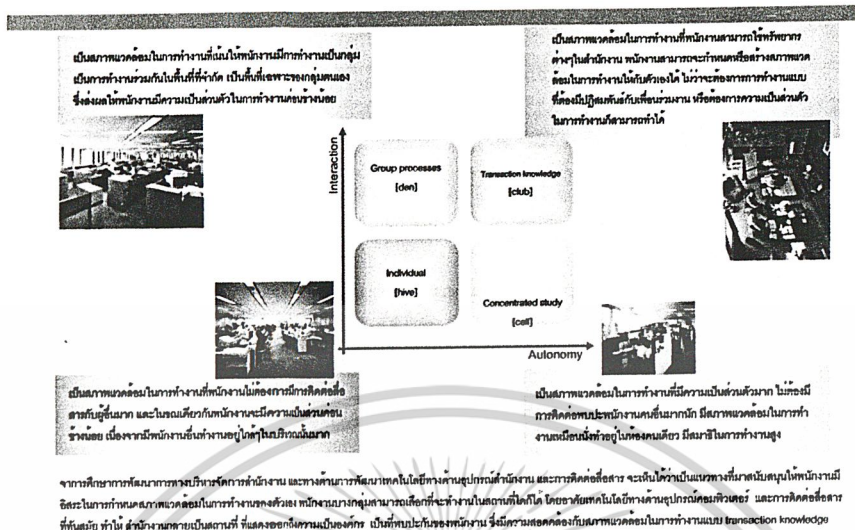 เป็นสภาพแวดล้อมในการทำงานที่เน้นให้พนักงานมีการทำงานเป็นกลุ่ม
เป็นการทำงานร่วมกันในพื้นที่ที่จำกัด เป็นพื้นที่เฉพาะของกลุ่มตนเอง
ซึ่งส่งผลให้พนักงานมีความเป็นส่วนตัวในการทำงานค่อนข้างน้อย
เป็นสภาพแวดล้อมในการทำงานที่พนักงานสามารถใช้ทรัพยากร
ต่างๆในสำนักงาน พนักงานสามารถจะกำหนดหรือสร้างสภาพแวด
ล้อมในการทำงานให้กับตัวเองได้ ไม่ว่าจะต้องการการทำงานแบบ
ที่ต้องมีปฏิสัมพันธ์กับเพื่อนร่วมงาน หรือต้องการความเป็นส่วนตัว
ในการทำงานก็สามารถทำได้
Interaction
Group processes
[den]
Transaction knowledge
[club]
Individual
[hive]
Concentrated study
[cell]
Autonomy
เป็นสภาพแวดล้อมในการทำงานที่พนักงานไม่ต้องการมีการติดต่อสื่อ
สารกับผู้อื่นมาก และในขณะเดียวกันพนักงานจะมีความเป็นส่วนค่อน
ข้างน้อย เนื่องจากมีพนักงานอื่นทำงานอยู่ใกล้ๆในบริเวณนั้นมาก
เป็นสภาพแวดล้อมในการทำงานที่มีความเป็นส่วนตัวมาก ไม่ต้องมี
การติดต่อพบปะพนักงานคนอื่นมากนัก มีสภาพแวดล้อมในการทำ
งานเหมือนนั่งทำอยู่ในห้องคนเดียว มีสมาธิในการทำงานสูง
จากการศึกษาการพัฒนาการทางบริหารจัดการสำนักงาน และทางด้านการพัฒนาเทคโนโลยีทางด้านอุปกรณ์สำนักงาน และการติดต่อสื่อสาร จะเห็นได้ว่าเป็นแนวทางที่มาสนับสนุนให้พนักงานมี
อิสระในการกำหนดสภาพแวดล้อมในการทำงานของตัวเอง พนักงานบางกลุ่มสามารถเลือกที่จะทำงานในสถานที่ใดก็ได้ โดยอาศัยเทคโนโลยีทางด้านอุปกรณ์คอมพิวเตอร์ และการติดต่อสื่อสาร
ที่ทันสมัย ทำให้ สำนักงานกลายเป็นสถานที่ ที่แสดงออกถึงความเป็นองค์กร เป็นที่พบปะกันของพนักงาน ซึ่งมีความสอดคล้องกับสภาพแวดล้อมในการทำงานแบบ transaction knowledge